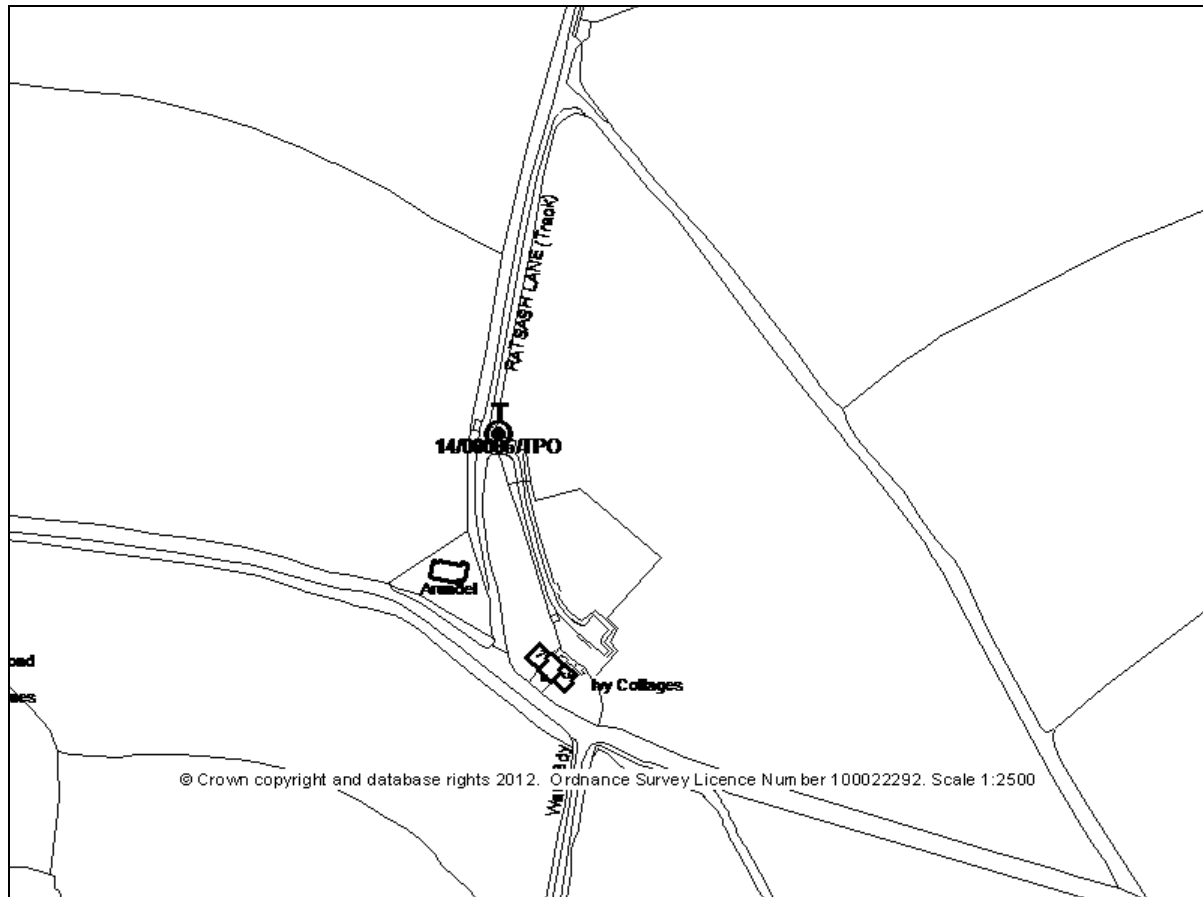 RATSASH LANE (Track)
T
Arundel
Ivy Cottages
© Crown copyright and database rights 2012. Ordnance Survey Licence Number 100022292. Scale 1:2500